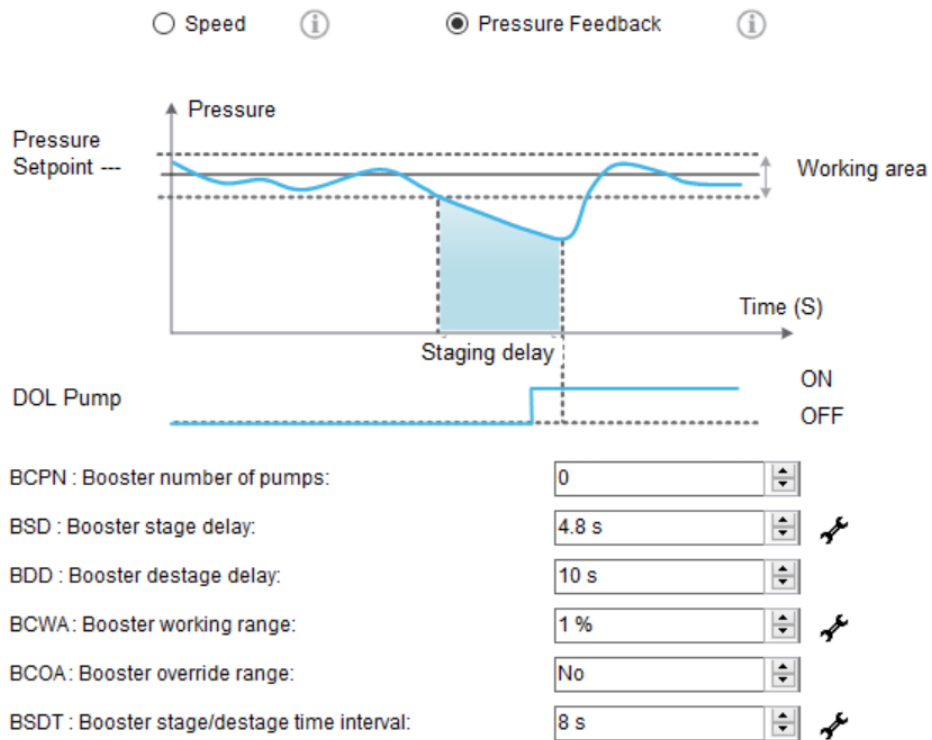 Speed
Pressure Feedback
Pressure
Pressure
Setpoint ---
Working area
Time (S)
Staging delay
DOL Pump
ON
OFF
BCPN : Booster number of pumps: 0
BSD : Booster stage delay: 4.8 s
BDD : Booster destage delay: 10 s
BCWA : Booster working range: 1 %
BCOA : Booster override range: No
BSDT : Booster stage/destage time interval: 8 s